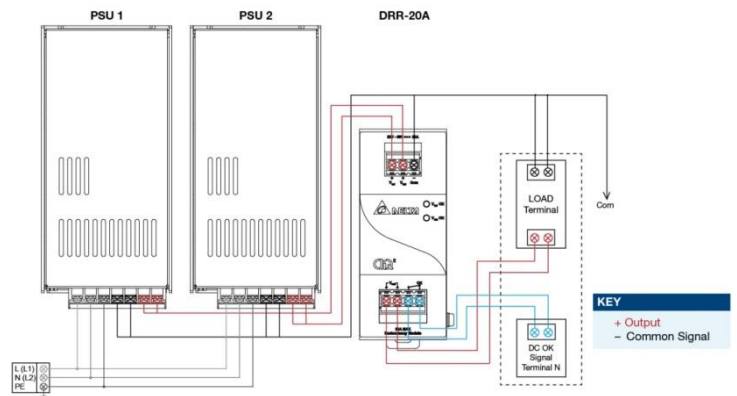 PSU 1
PSU 2
DRR-20A
DELTA
LOAD
Terminal
Com
KEY
+ Output
– Common Signal
DC OK
Signal
Terminal N
L (L1)
N (L2)
PE